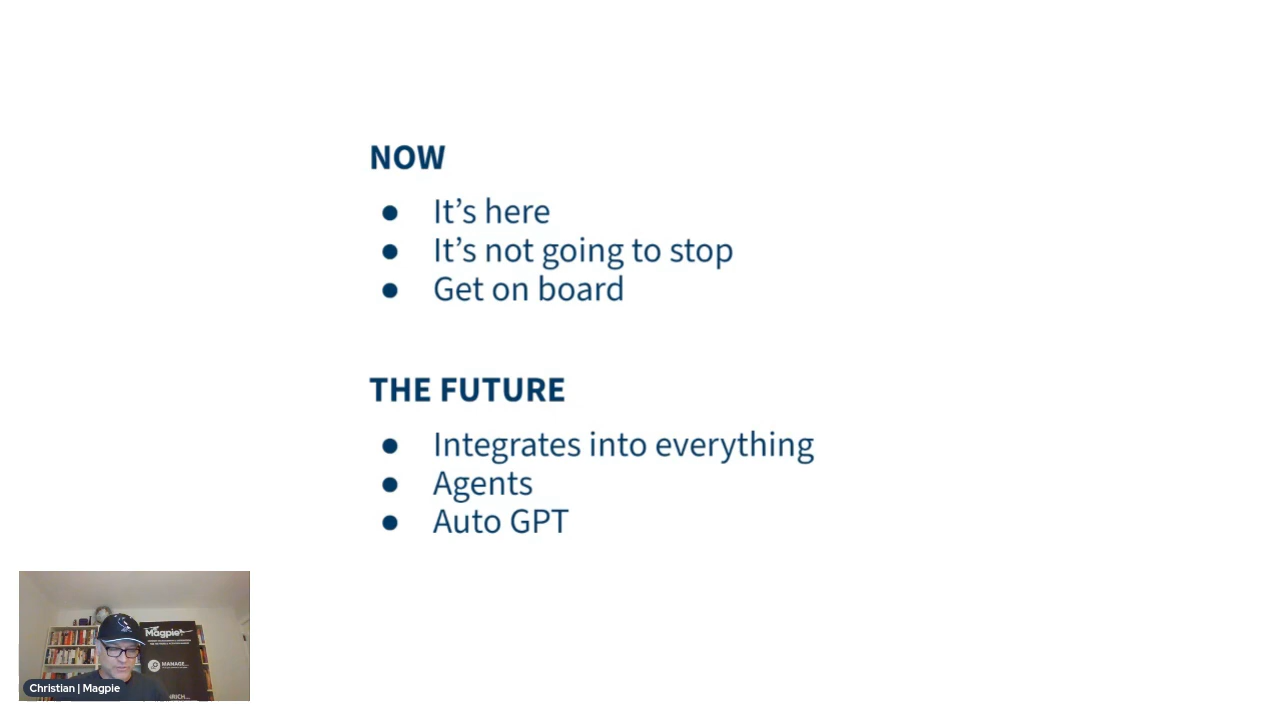 NOW
● It’s here
● It’s not going to stop
● Get on board
THE FUTURE
● Integrates into everything
● Agents
● Auto GPT
Magpie
MANAGE
Christian | Magpie